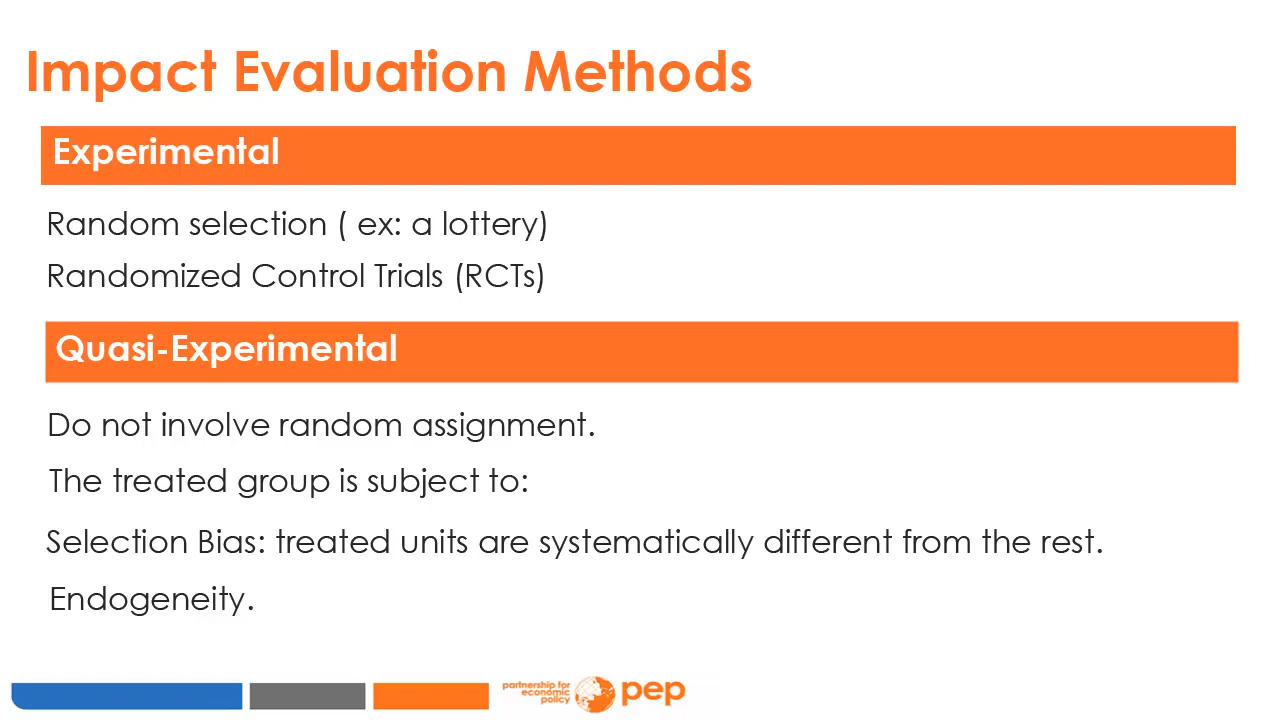 Impact Evaluation Methods
Experimental
Random selection ( ex: a lottery)
Randomized Control Trials (RCTs)
Quasi-Experimental
Do not involve random assignment.
The treated group is subject to:
Selection Bias: treated units are systematically different from the rest.
Endogeneity.
partnership for
economic
policy
pep